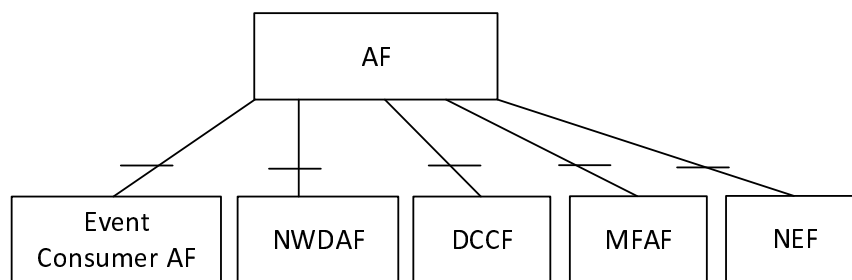 AF
Event
Consumer AF
NWDAF
DCCF
MFAF
NEF